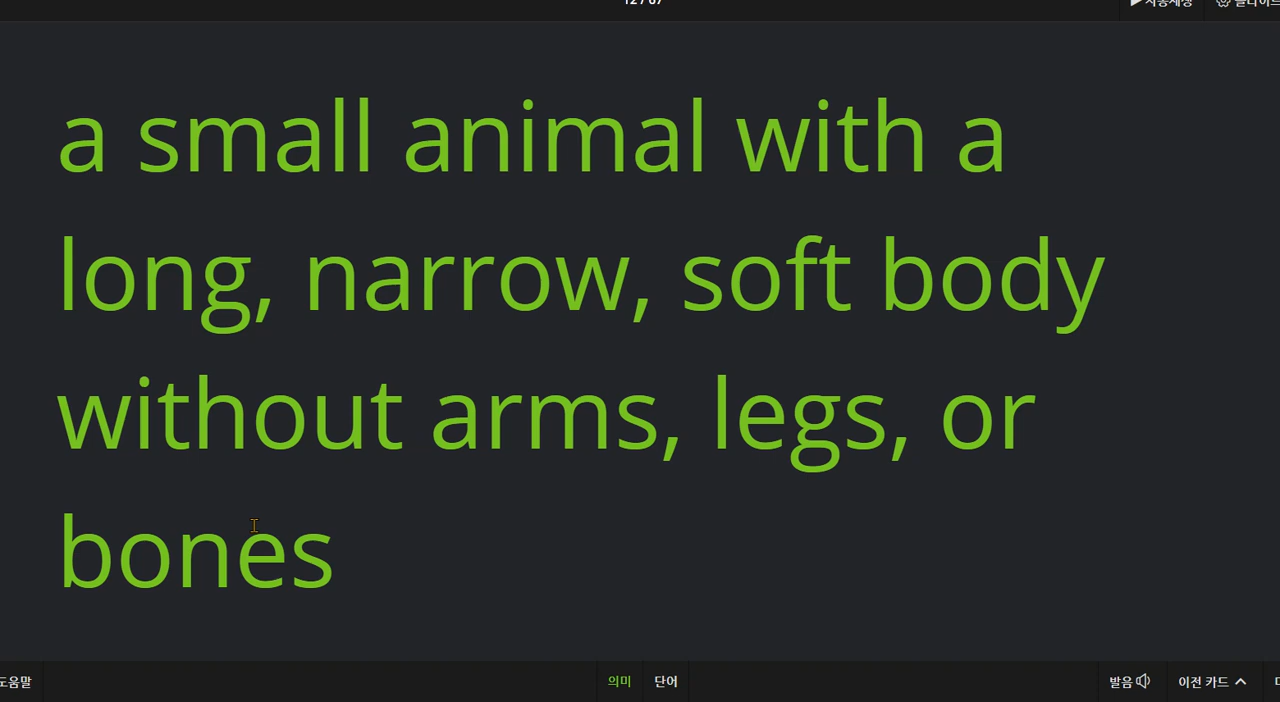 a small animal with a
long, narrow, soft body
without arms, legs, or
bones
도움말
의미 단어
발음 이전 카드